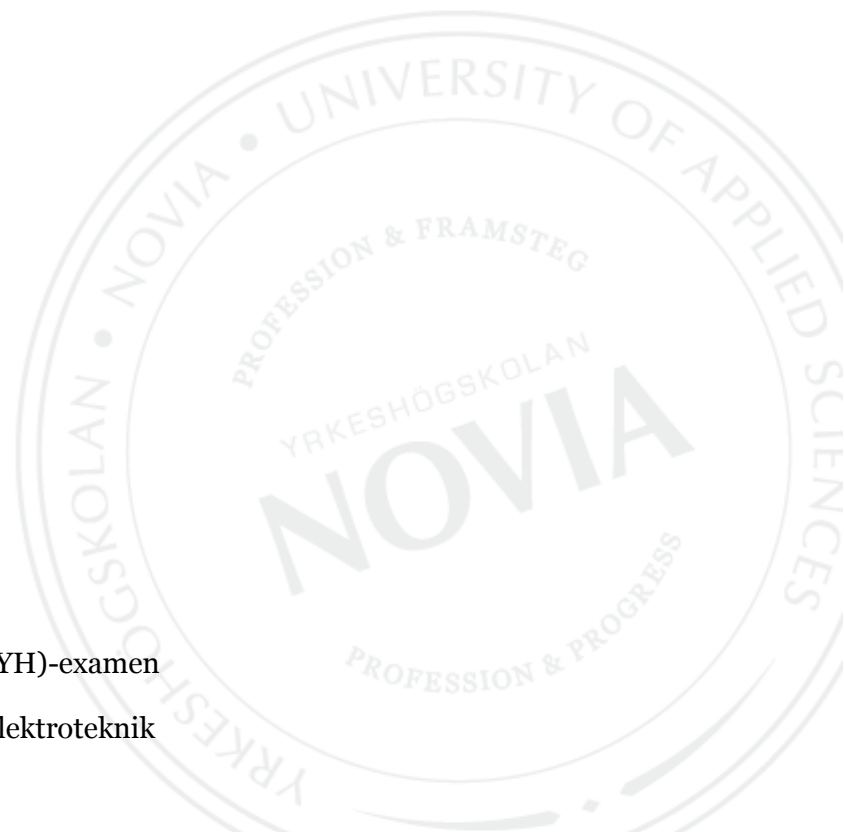 UNIVERSITY OF APPLIED SCIENCES
YRKESHÖGSKOLAN • NOVIA •
PROFESSION & FRAMSTEG
YRKESHÖGSKOLAN
NOVIA
PROFESSION & PROGRESS
YH)-examen
lektroteknik